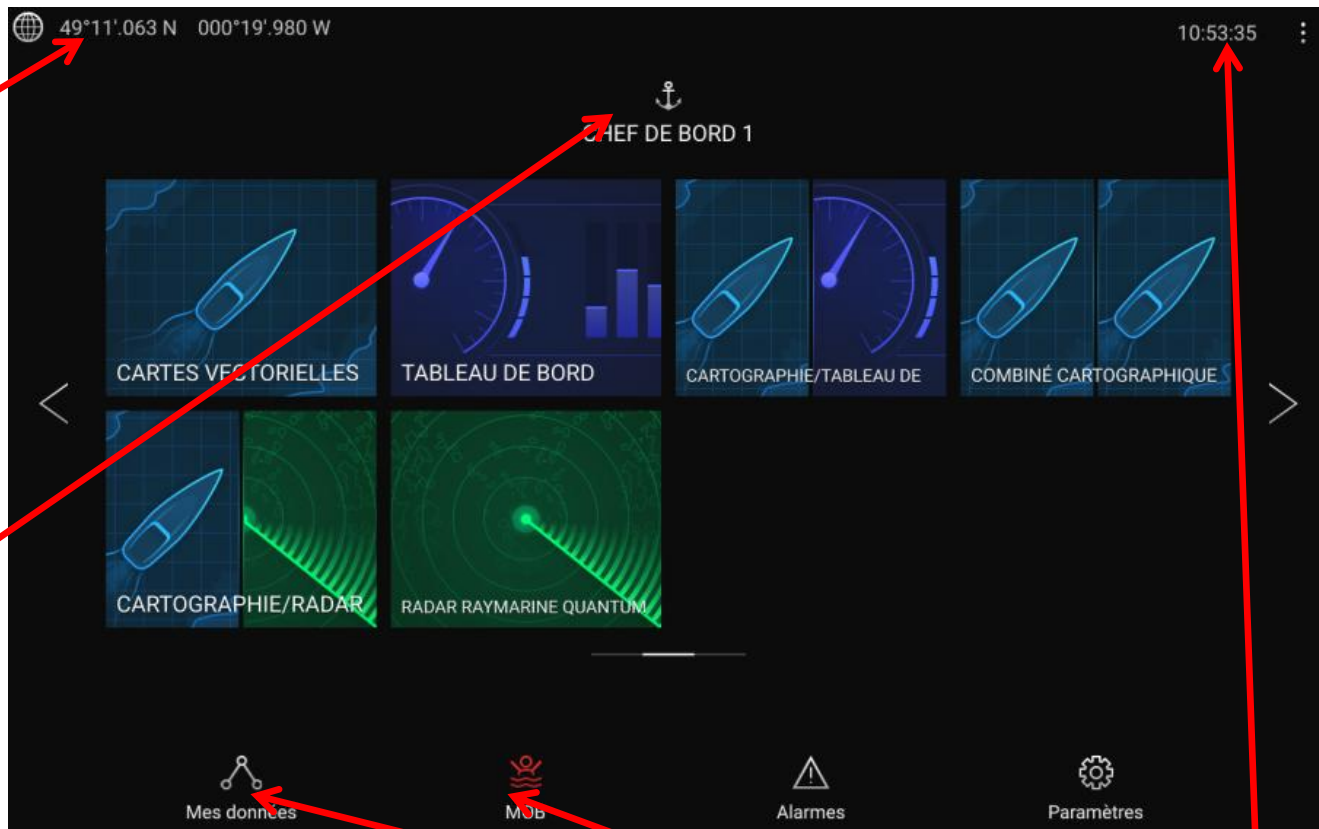 49°11'.063 N 000°19'.980 W
10:53:35
CHEF DE BORD 1
CARTES VECTORIELLES
TABLEAU DE BORD
CARTOGRAPHIE/TABLEAU DE
COMBINÉ CARTOGRAPHIQUE
CARTOGRAPHIE/RADAR
RADAR RAYMARINE QUANTUM
Mes données
MOB
Alarmes
Paramètres